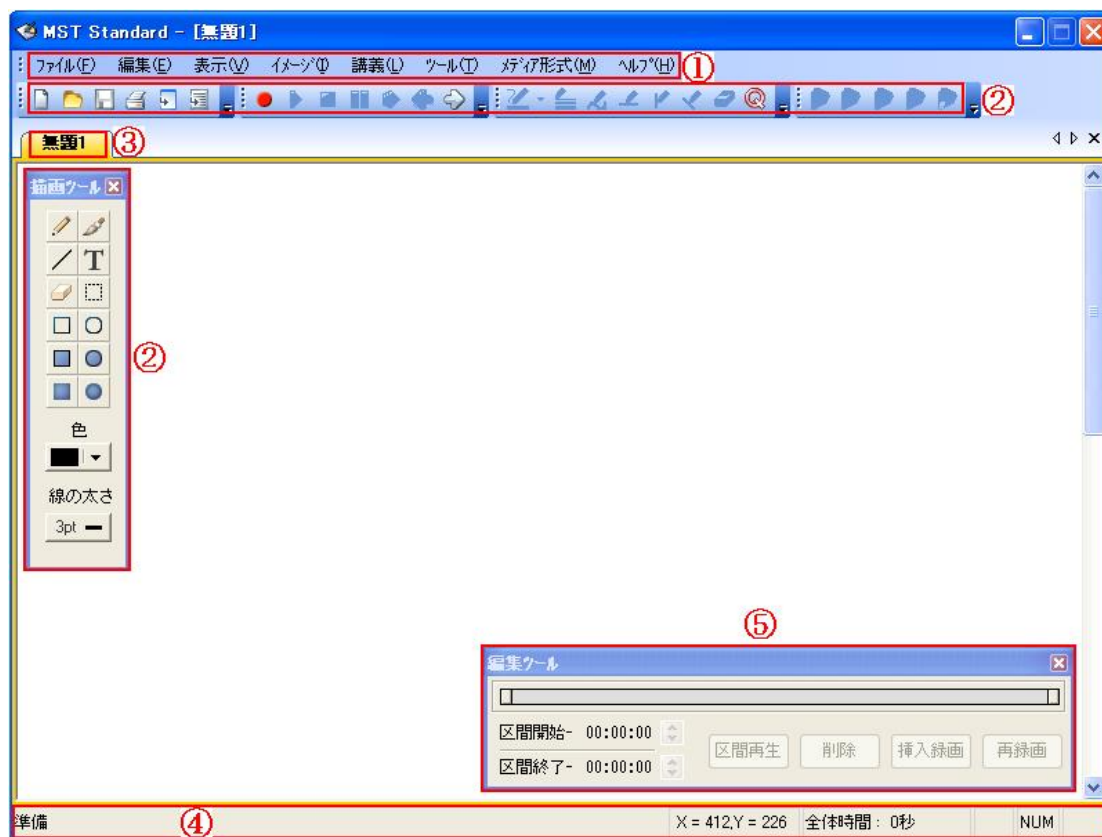 MST Standard - [無題1]
ファイル(F) 編集(E) 表示(V) イメージ(I) 講義(L) ツール(T) メディア形式(M) ヘルプ(H) ①
②
無題1 ③
描画ツール
T
②
色
線の太さ
3pt
⑤
編集ツール
区間開始- 00:00:00
区間再生 削除 挿入録画 再録画
区間終了- 00:00:00
準備 ④ X = 412,Y = 226 全体時間 : 0秒 NUM